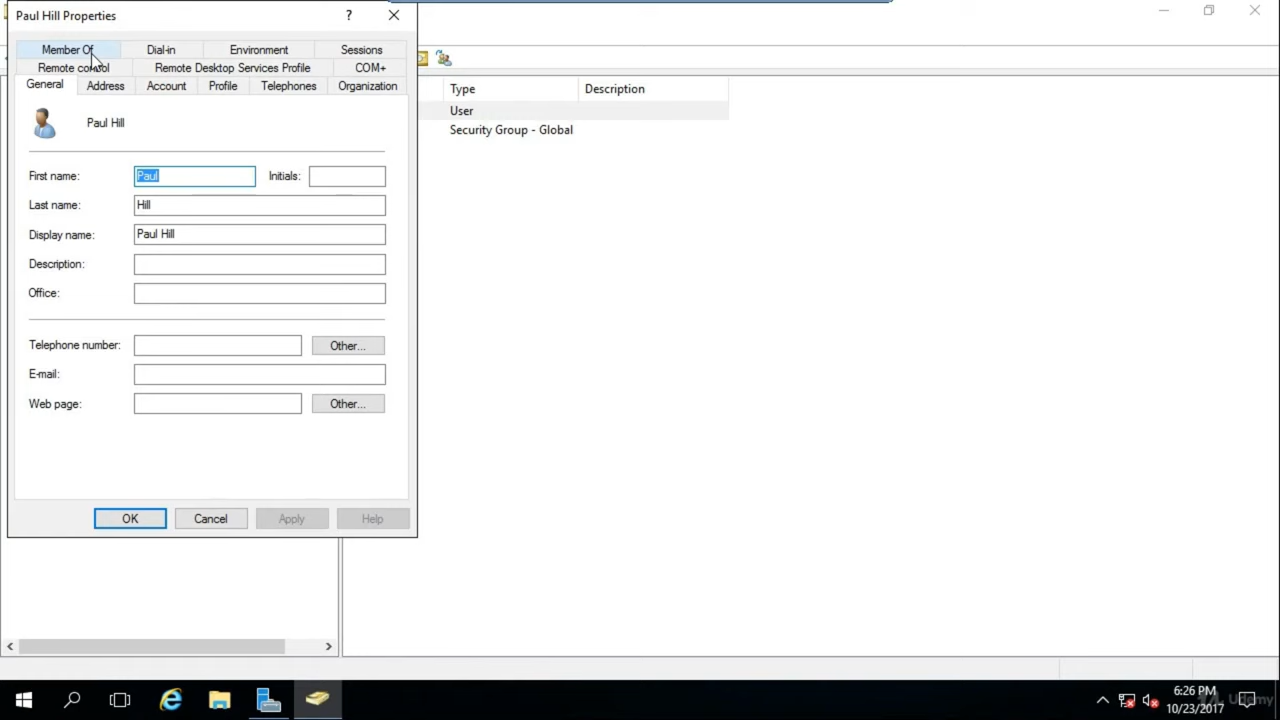 Paul Hill Properties ?
Member Of Dial-in Environment Sessions
Remote control Remote Desktop Services Profile COM+
General Address Account Profile Telephones Organization
Type Description
User
Security Group - Global
Paul Hill
First name: Paul Initials:
Last name: Hill
Display name: Paul Hill
Description:
Office:
Telephone number: Other...
E-mail:
Web page: Other...
OK Cancel Apply Help
6:26 PM
10/23/2017
Udemy